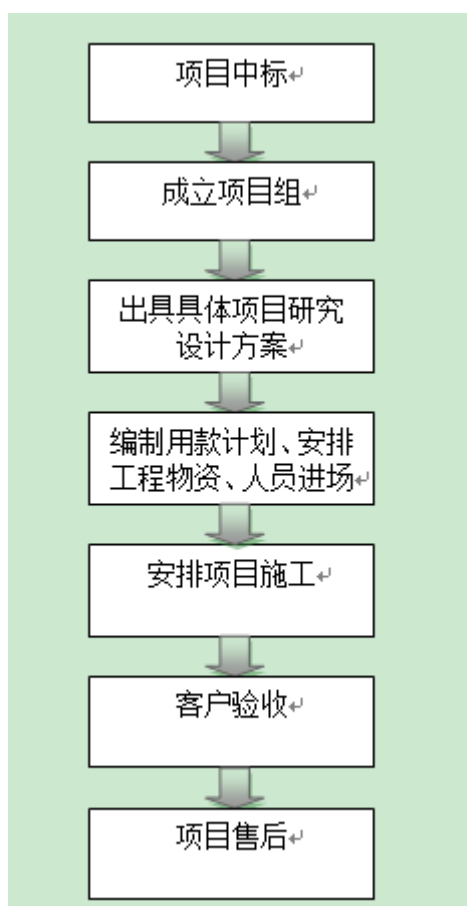 项目中标
成立项目组
出具具体项目研究
设计方案
编制用款计划、安排
工程物资、人员进场
安排项目施工
客户验收
项目售后